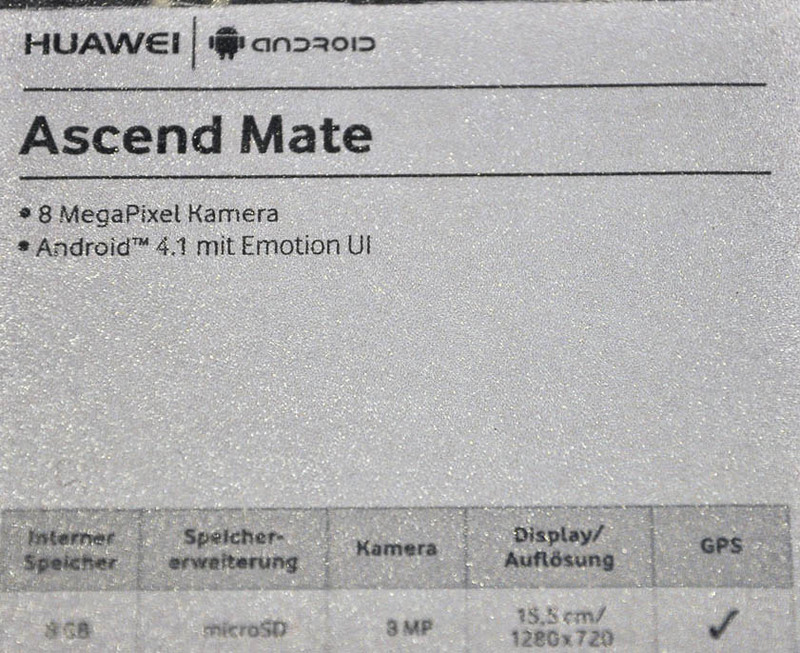 HUAWEI | android
Ascend Mate
• 8 MegaPixel Kamera
• Android™ 4.1 mit Emotion UI
Interner Speicher
Speicher-
erweiterung
Kamera
Display/
Auflösung
GPS
8 GB
microSD
8 MP
15,5 cm/
1280x720
✓